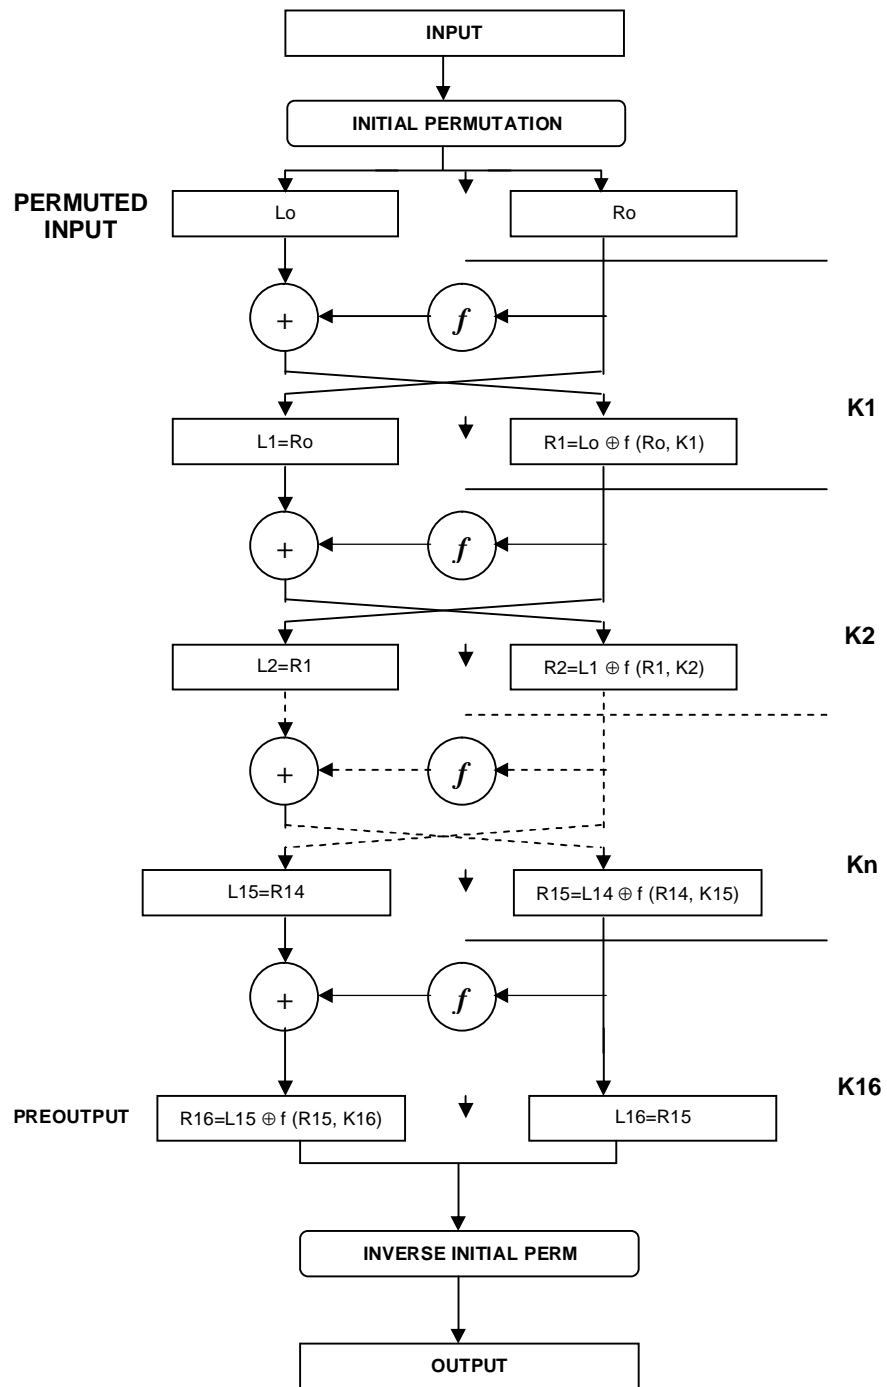 INPUT
INITIAL PERMUTATION
PERMUTED
INPUT
Lo
Ro
+
f
K1
L1=Ro
R1=Lo ⊕ f (Ro, K1)
+
f
K2
L2=R1
R2=L1 ⊕ f (R1, K2)
+
f
Kn
L15=R14
R15=L14 ⊕ f (R14, K15)
+
f
K16
PREOUTPUT
R16=L15 ⊕ f (R15, K16)
L16=R15
INVERSE INITIAL PERM
OUTPUT